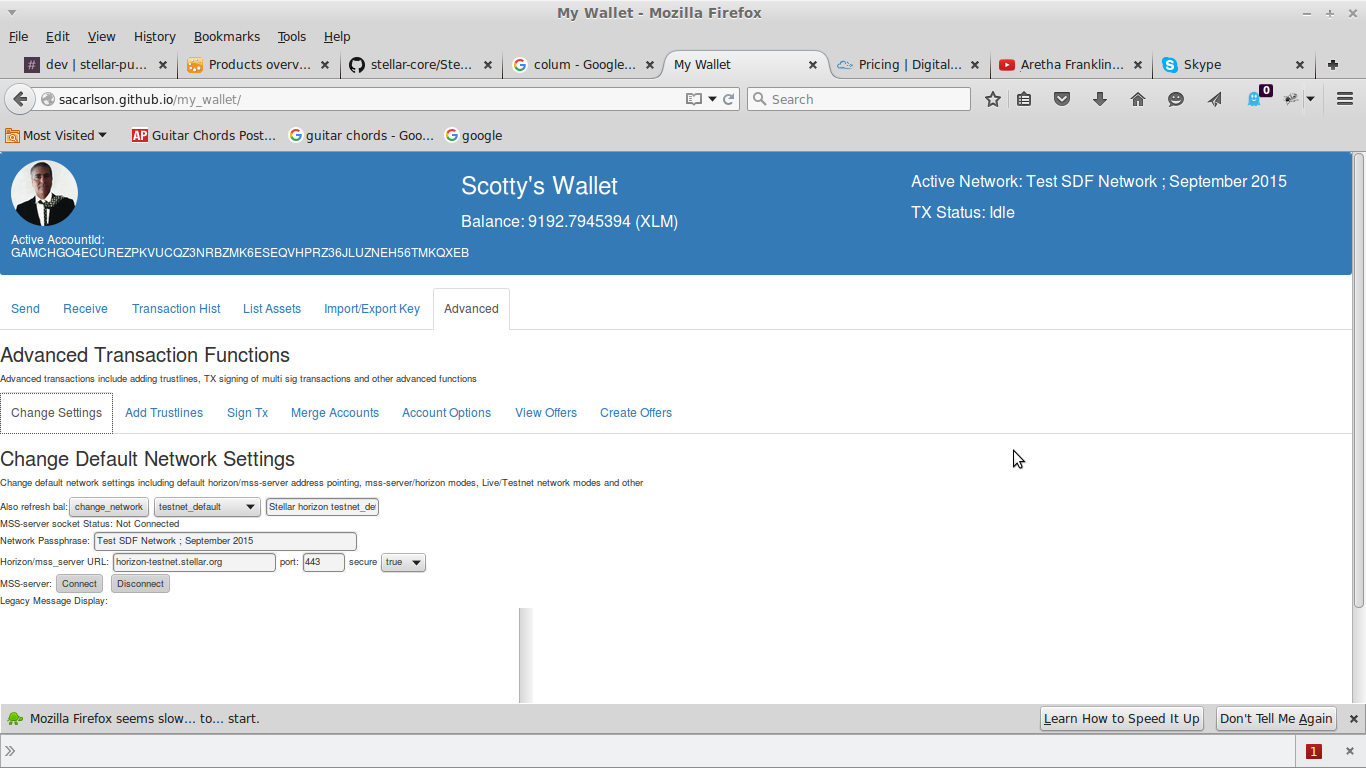 My Wallet - Mozilla Firefox
File Edit View History Bookmarks Tools Help
# dev | stellar-pu... Products overv... stellar-core/Ste... colum - Google... My Wallet Pricing | Digital... Aretha Franklin... Skype
sacarlson.github.io/my_wallet/ Search 0
Most Visited AP Guitar Chords Post... guitar chords - Goo... google
Scotty's Wallet
Balance: 9192.7945394 (XLM)
Active Network: Test SDF Network ; September 2015
TX Status: Idle
Active AccountId:
GAMCHGO4ECUREZPKVUCQZ3NRBZMK6ESEQVHPRZ36JLUZNEH56TMKQXEB
Send Receive Transaction Hist List Assets Import/Export Key Advanced
Advanced Transaction Functions
Advanced transactions include adding trustlines, TX signing of multi sig transactions and other advanced functions
Change Settings Add Trustlines Sign Tx Merge Accounts Account Options View Offers Create Offers
Change Default Network Settings
Change default network settings including default horizon/mss-server address pointing, mss-server/horizon modes, Live/Testnet network modes and other
Also refresh bal: change_network testnet_default Stellar horizon testnet_de
MSS-server socket Status: Not Connected
Network Passphrase: Test SDF Network ; September 2015
Horizon/mss_server URL: horizon-testnet.stellar.org port: 443 secure true
MSS-server: Connect Disconnect
Legacy Message Display:
Mozilla Firefox seems slow... to... start. Learn How to Speed It Up Don't Tell Me Again
1